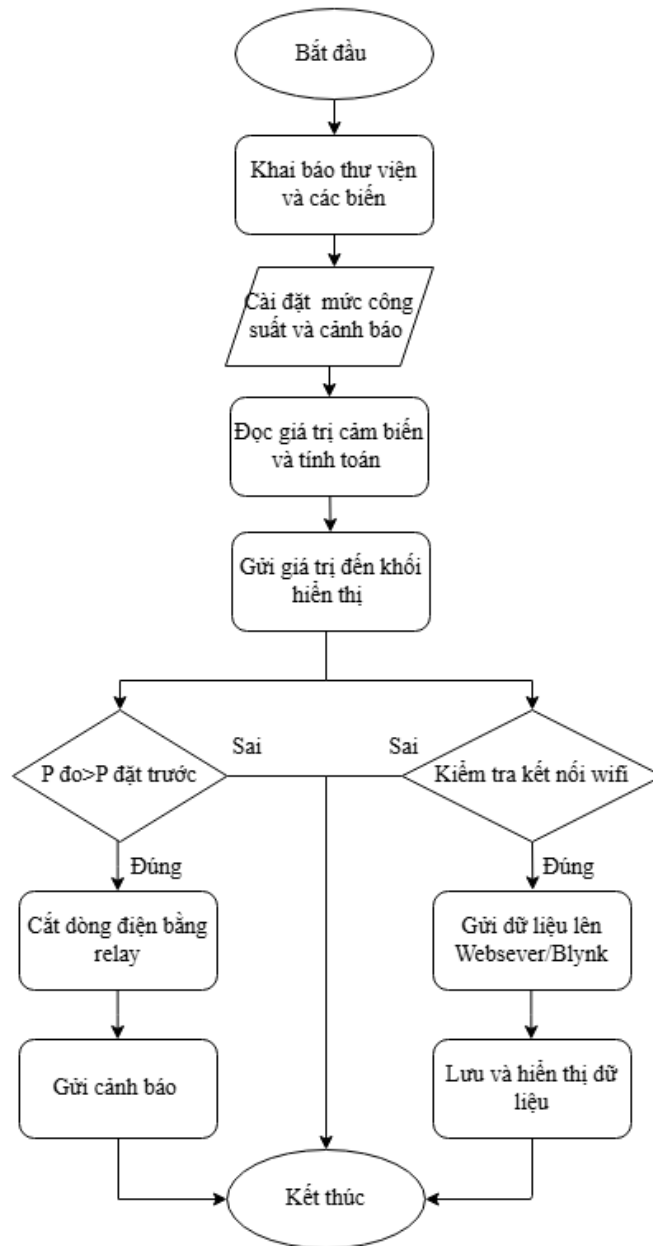 Bắt đầu
Khai báo thư viện
và các biến
Cài đặt mức công
suất và cảnh báo
Đọc giá trị cảm biến
và tính toán
Gửi giá trị đến khối
hiển thị
P đo>P đặt trước
Sai
Sai
Kiểm tra kết nối wifi
Đúng
Đúng
Cắt dòng điện bằng
relay
Gửi dữ liệu lên
Websever/Blynk
Gửi cảnh báo
Lưu và hiển thị dữ
liệu
Kết thúc